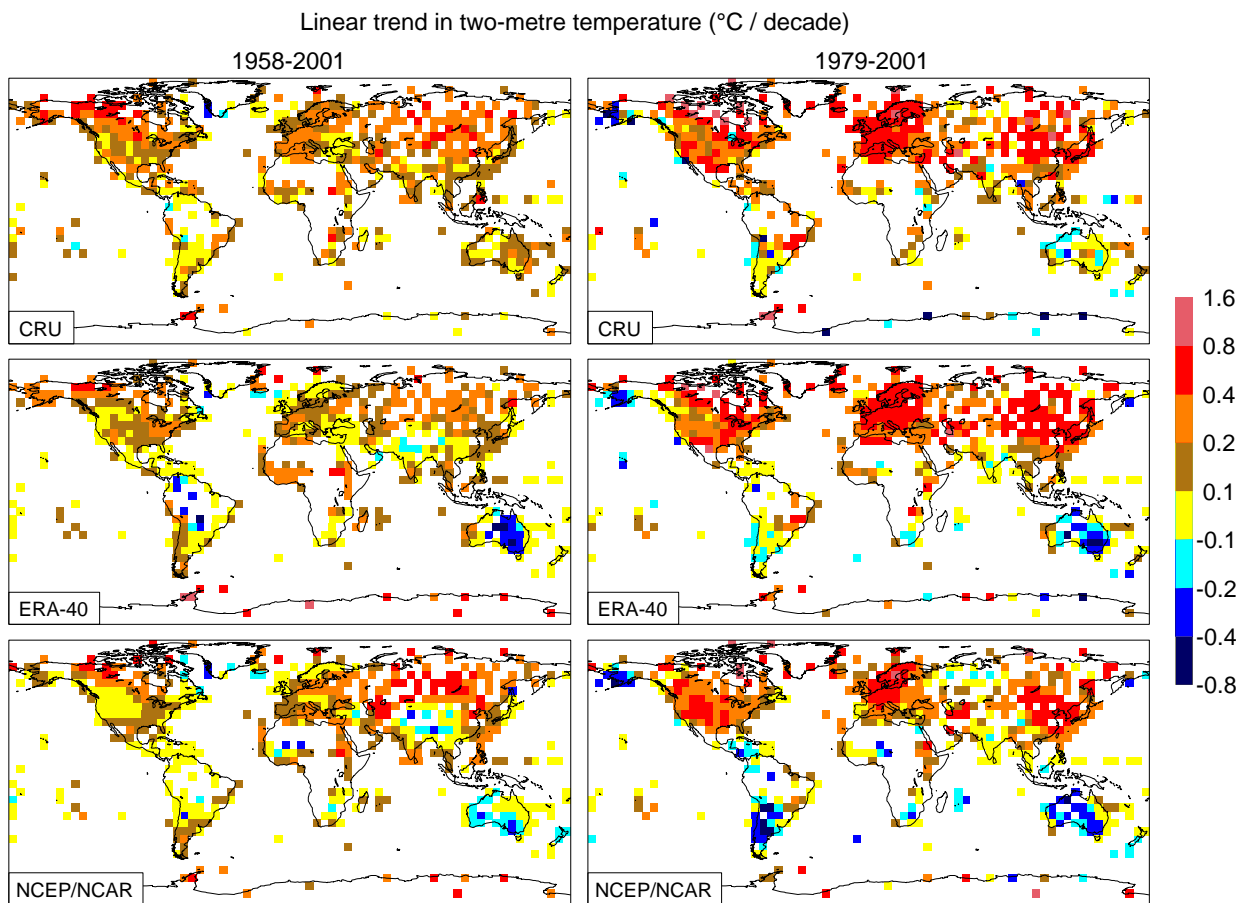 Linear trend in two-metre temperature (°C / decade)
1958-2001
1979-2001
CRU
CRU
ERA-40
ERA-40
NCEP/NCAR
NCEP/NCAR
1.6
0.8
0.4
0.2
0.1
-0.1
-0.2
-0.4
-0.8